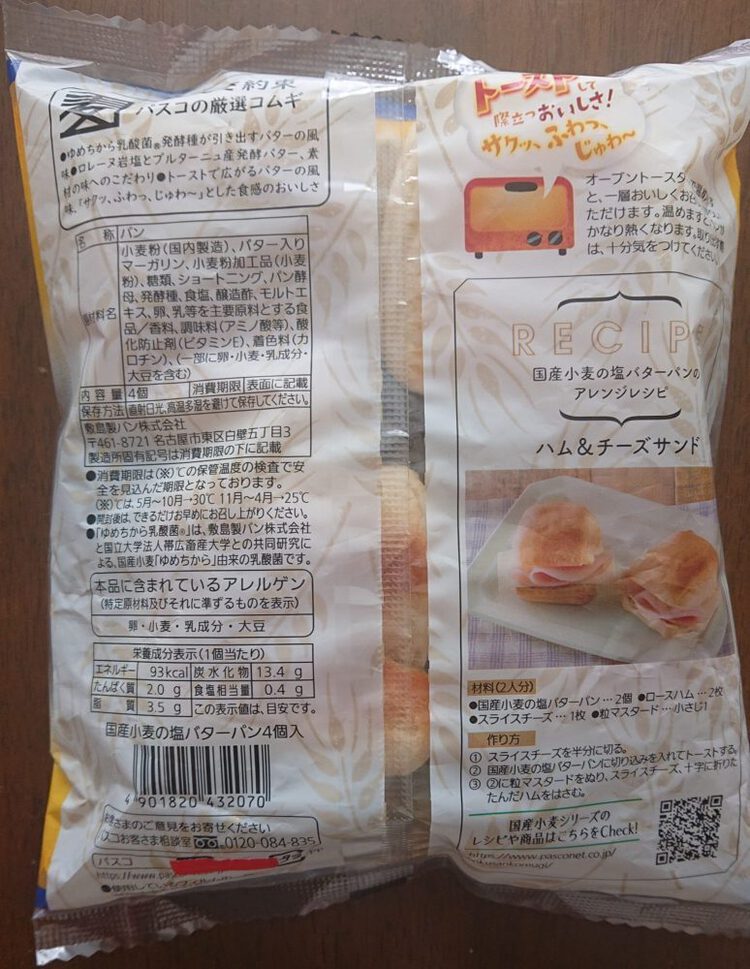 パスコの厳選コムギ
●ゆめちから乳酸菌®発酵種が引き出すバターの風
味●ロレーヌ岩塩とブルターニュ産発酵バター、素
材の味へのこだわり●トーストで広がるバターの風
味、「サクッ、ふわっ、じゅわ〜」とした食感のおいしさ
名 称 パン
小麦粉(国内製造)、バター入り
マーガリン、小麦粉加工品(小麦
粉)、糖類、ショートニング、パン酵
母、発酵種、食塩、醸造酢、モルトエ
原材料名 キス、卵、乳等を主要原料とする食
品/香料、調味料(アミノ酸等)、酸
化防止剤(ビタミンE)、着色料(カ
ロチン)、(一部に卵・小麦・乳成分・
大豆を含む)
内容量 4個 消費期限 表面に記載
保存方法 直射日光、高温多湿を避けて保存してください。
敷島製パン株式会社
〒461-8721 名古屋市東区白壁五丁目3
製造所固有記号は消費期限の下に記載
●消費期限は(※)℃の保管温度の検査で安
全を見込んだ期限となっております。
(※)では、5月〜10月→30℃ 11月〜4月→25℃
●開封後は、できるだけお早めにお召し上がりください。
●「ゆめちから乳酸菌®」は、敷島製パン株式会社
と国立大学法人帯広畜産大学との共同研究に
よる、国産小麦「ゆめちから」由来の乳酸菌です。
本品に含まれているアレルゲン
(特定原材料及びそれに準ずるものを表示)
卵・小麦・乳成分・大豆
栄養成分表示(1個当たり)
エネルギー 93kcal 炭水化物 13.4 g
たんぱく質 2.0 g 食塩相当量 0.4 g
脂 質 3.5 g この表示値は、目安です。
国産小麦の塩バターパン4個入
4 901820 432070
さまのご意見をお寄せください
パスコお客さま相談室 0120-084-835
パスコ
https://www.pasco
トーストして
際立つおいしさ!
サクッ、ふわっ、
じゅわ〜
オーブントースタ
と、一層おいしくお
ただけます。温めますと
かなり熱くなります。取り
は、十分気をつけてください。
RECIPE
国産小麦の塩バターパンの
アレンジレシピ
ハム&チーズサンド
材料(2人分)
●国産小麦の塩バターパン…2個 ●ロースハム…2枚
●スライスチーズ…1枚 ●粒マスタード…小さじ1
作り方
① スライスチーズを半分に切る。
② 国産小麦の塩バターパンに切り込みを入れてトーストする。
③ ②に粒マスタードをぬり、スライスチーズ、十字に折りた
たんだハムをはさむ。
国産小麦シリーズの
レシピや商品はこちらをCheck!
https://www.pasconet.co.jp/